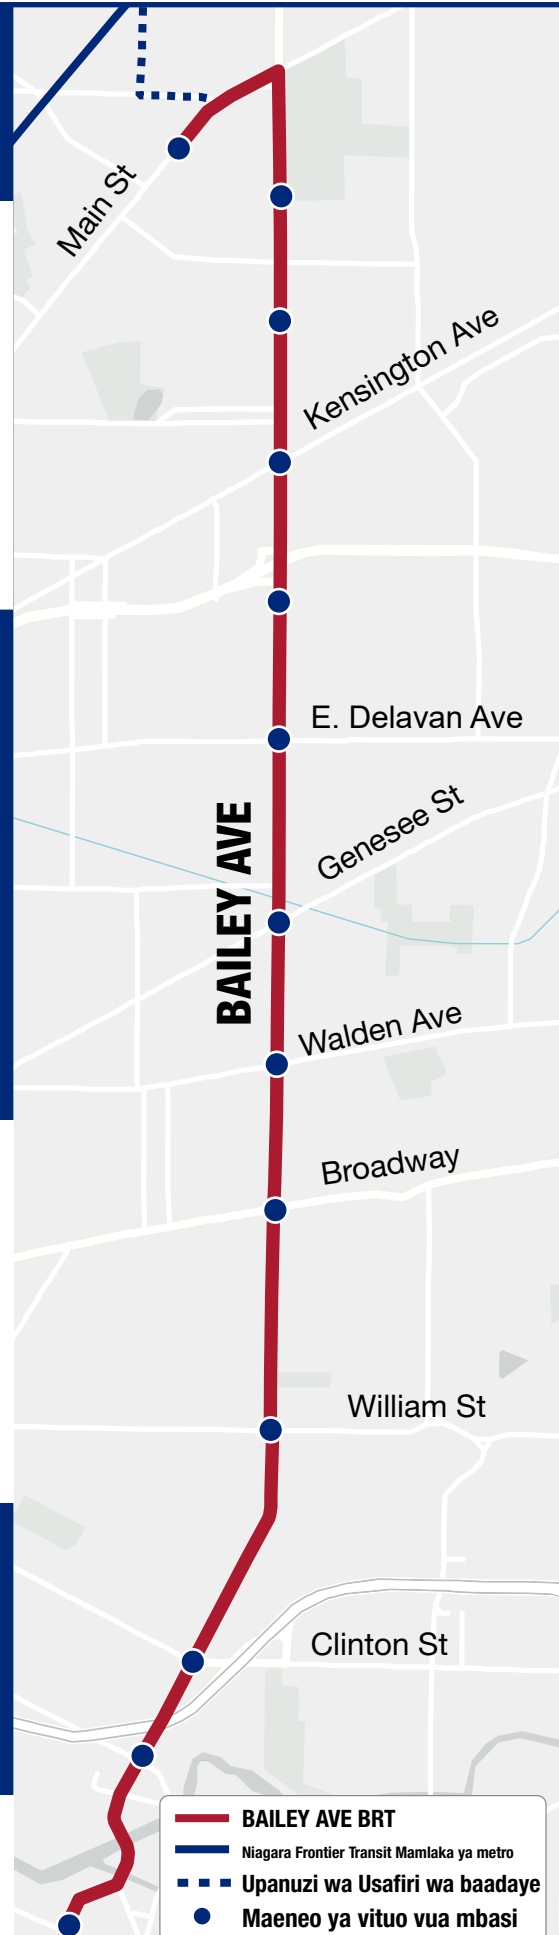 Main St
Kensington Ave
E. Delavan Ave
Genesee St
BAILEY AVE
Walden Ave
Broadway
William St
Clinton St
BAILEY AVE BRT
Niagara Frontier Transit Mamlaka ya metro
Upanuzi wa Usafiri wa baadaye
Maeneo ya vituo vua mbasi